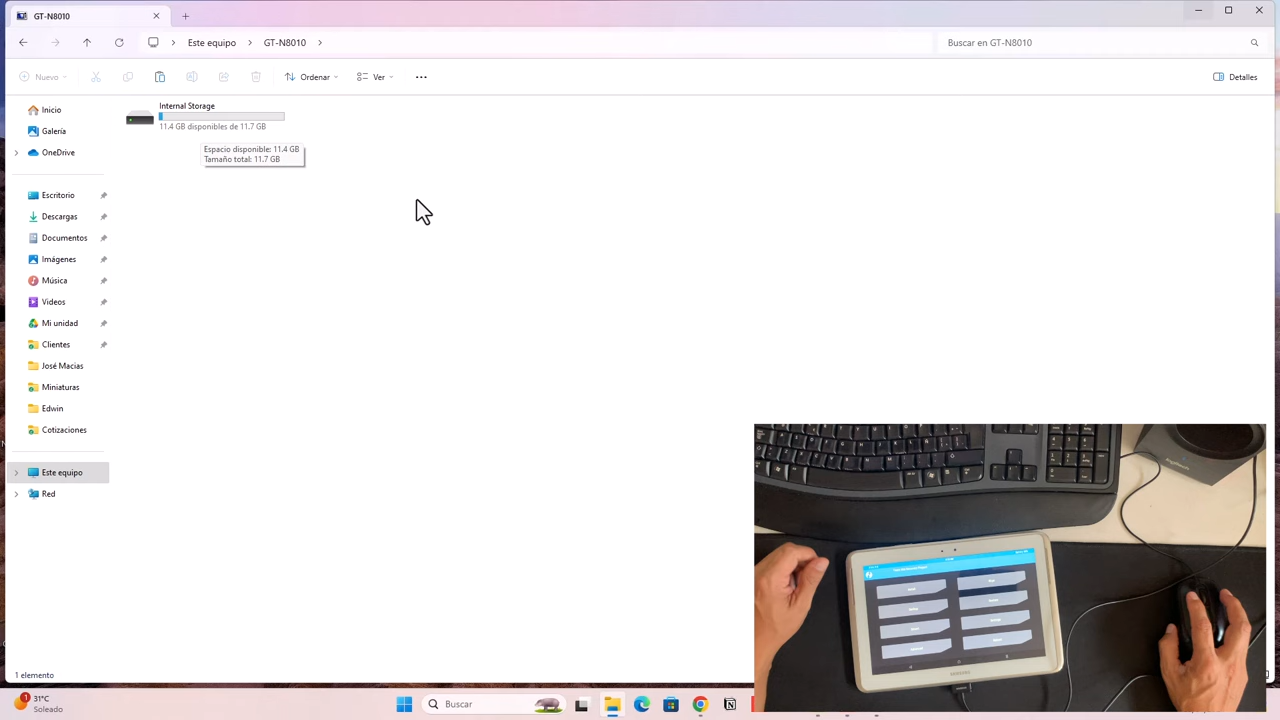 GT-N8010
Este equipo
GT-N8010
Buscar en GT-N8010
Nuevo
Ordenar
Ver
Detalles
Inicio
Galería
OneDrive
Escritorio
Descargas
Documentos
Imágenes
Música
Videos
Mi unidad
Clientes
José Macias
Miniaturas
Edwin
Cotizaciones
Este equipo
Red
Internal Storage
11.4 GB disponibles de 11.7 GB
Espacio disponible: 11.4 GB
Tamaño total: 11.7 GB
SAMSUNG
1 elemento
1
31°C
Soleado
Buscar